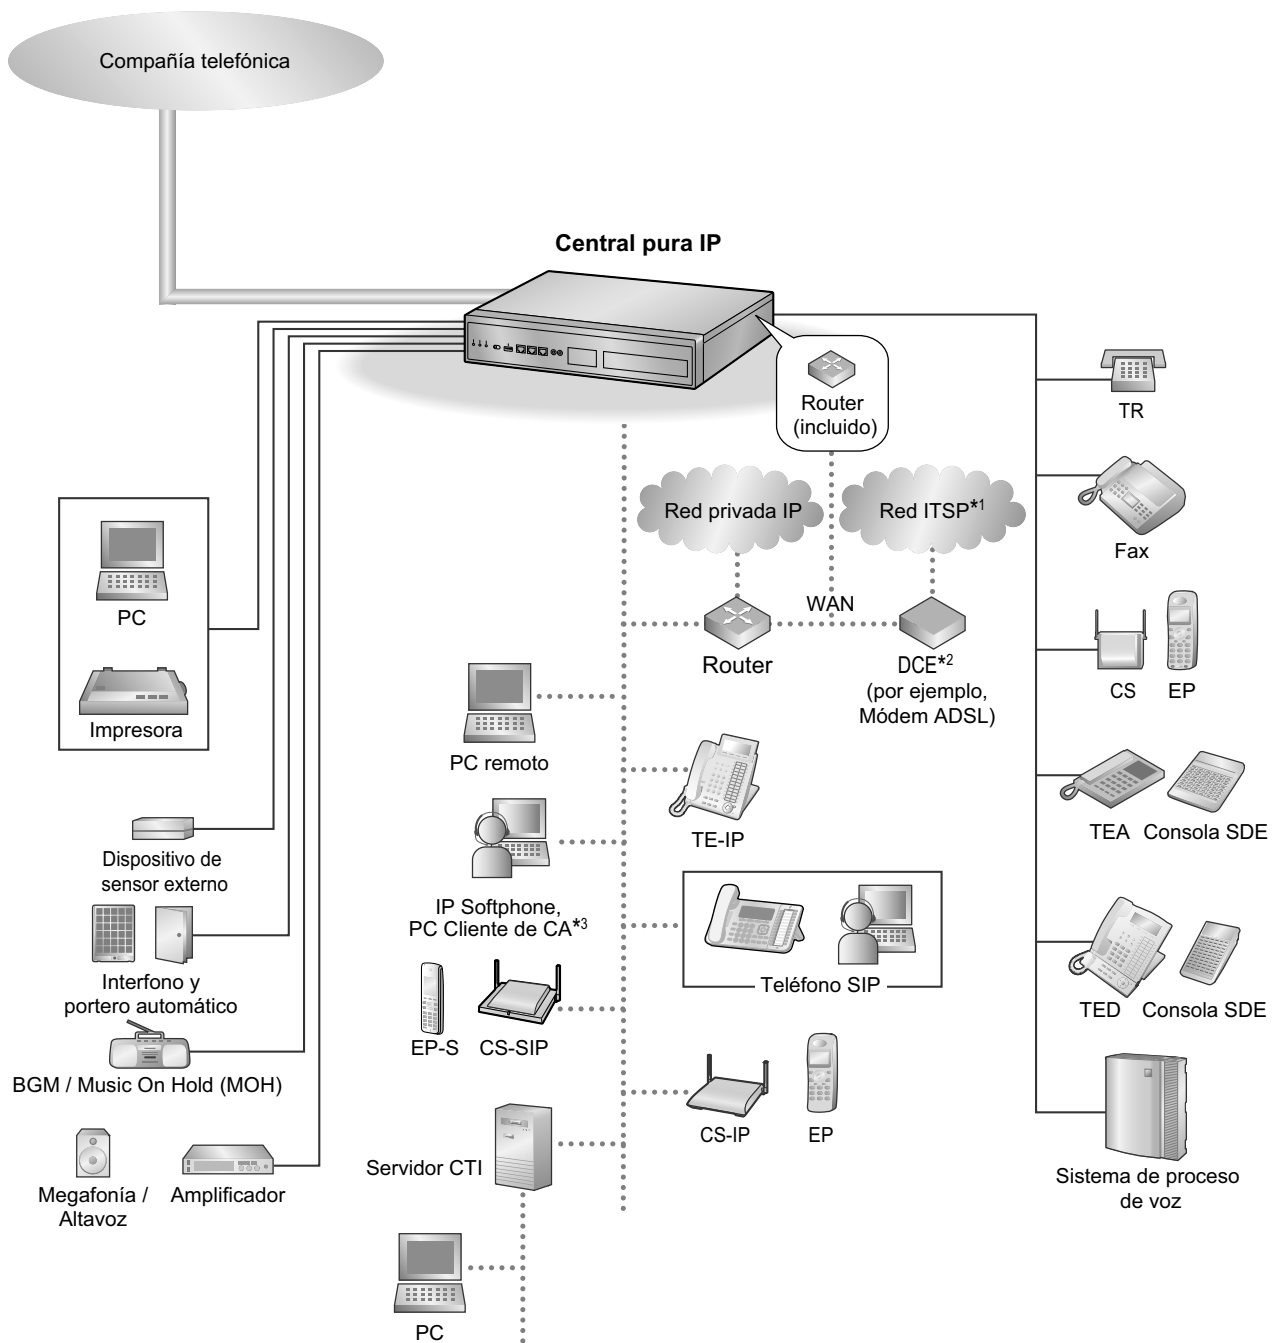 Compañía telefónica
Central pura IP
Router
(incluido)
TR
Red privada IP
Red ITSP*1
Fax
PC
WAN
Impresora
Router
DCE*2
(por ejemplo,
Módem ADSL)
CS
EP
PC remoto
TE-IP
TEA
Consola SDE
Dispositivo de
sensor externo
IP Softphone,
PC Cliente de CA*3
Teléfono SIP
Interfono y
portero automático
TED
Consola SDE
EP-S
CS-SIP
BGM / Music On Hold (MOH)
CS-IP
EP
Servidor CTI
Megafonía /
Altavoz
Amplificador
Sistema de proceso
de voz
PC